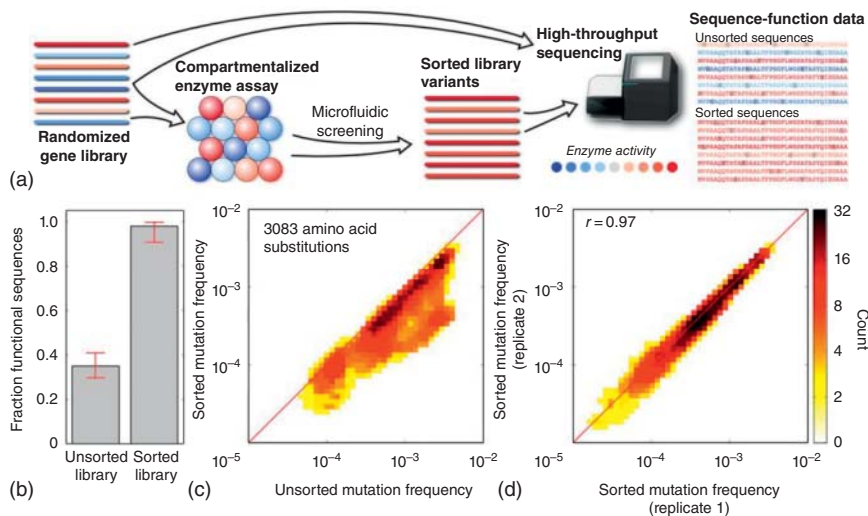 High-throughput
sequencing
Sequence-function data
Unsorted sequences
Sorted sequences
Compartmentalized
enzyme assay
Sorted library
variants
Microfluidic
screening
Randomized
gene library
Enzyme activity
(a)
Fraction functional sequences
1.0
0.8
0.6
0.4
0.2
0
Unsorted
library
Sorted
library
(b)
3083 amino acid
substitutions
Sorted mutation frequency
10−2
10−3
10−4
10−5
10−4
10−3
10−2
Unsorted mutation frequency
(c)
r = 0.97
Sorted mutation frequency
(replicate 2)
10−2
10−3
10−4
10−5
10−4
10−3
10−2
Sorted mutation frequency
(replicate 1)
(d)
32
16
8
4
2
0
Count